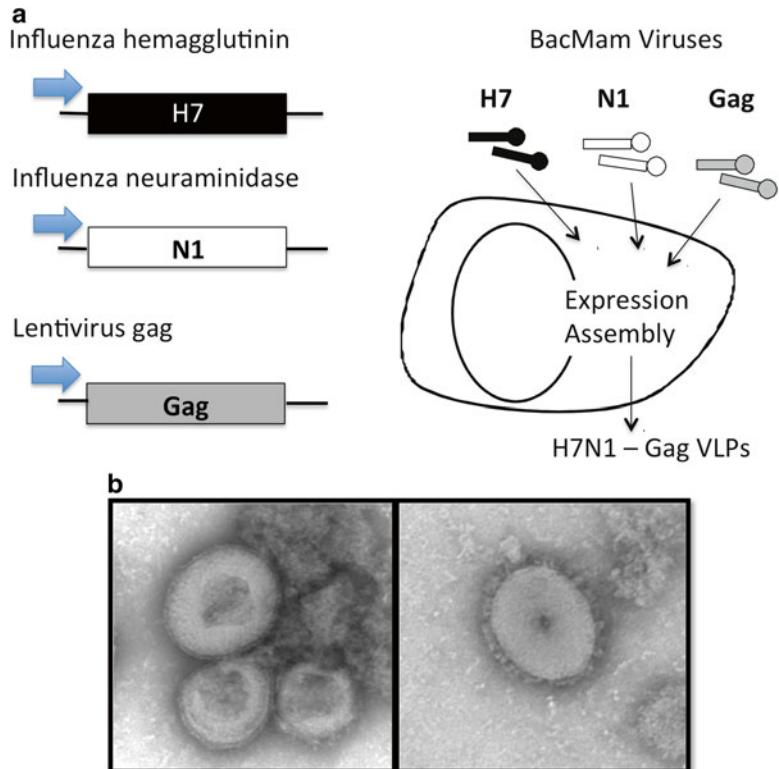 a
Influenza hemagglutinin
H7
Influenza neuraminidase
N1
Lentivirus gag
Gag
BacMam Viruses
H7 N1 Gag
Expression
Assembly
H7N1 – Gag VLPs
b